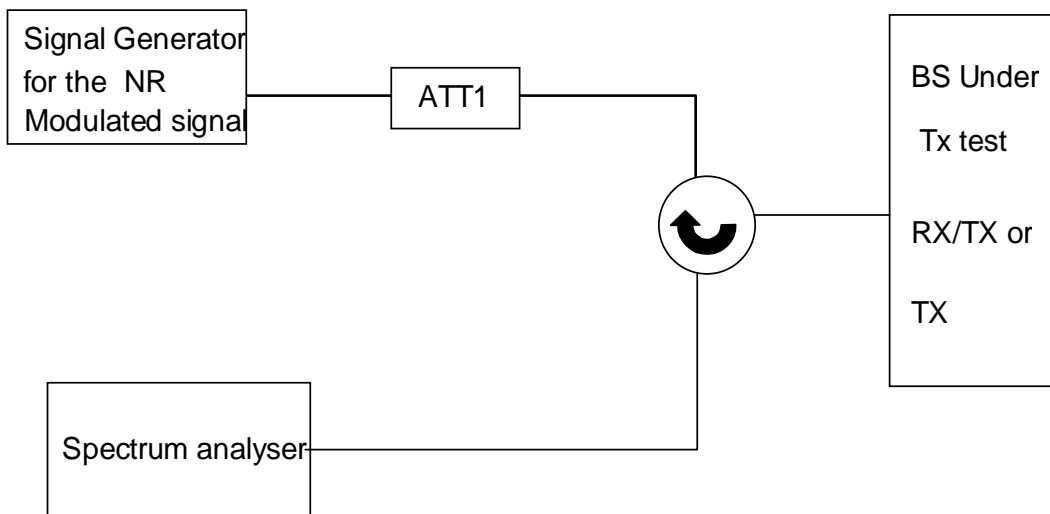 Signal Generator
for the NR
Modulated signal
ATT1
BS Under
Tx test
RX/TX or
TX
Spectrum analyser